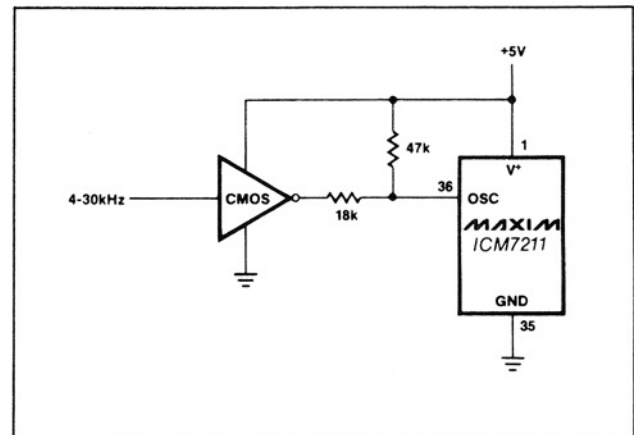 +5V
47k
1
V+
4-30kHz
CMOS
18k
36
OSC
MAXIM
ICM7211
GND
35